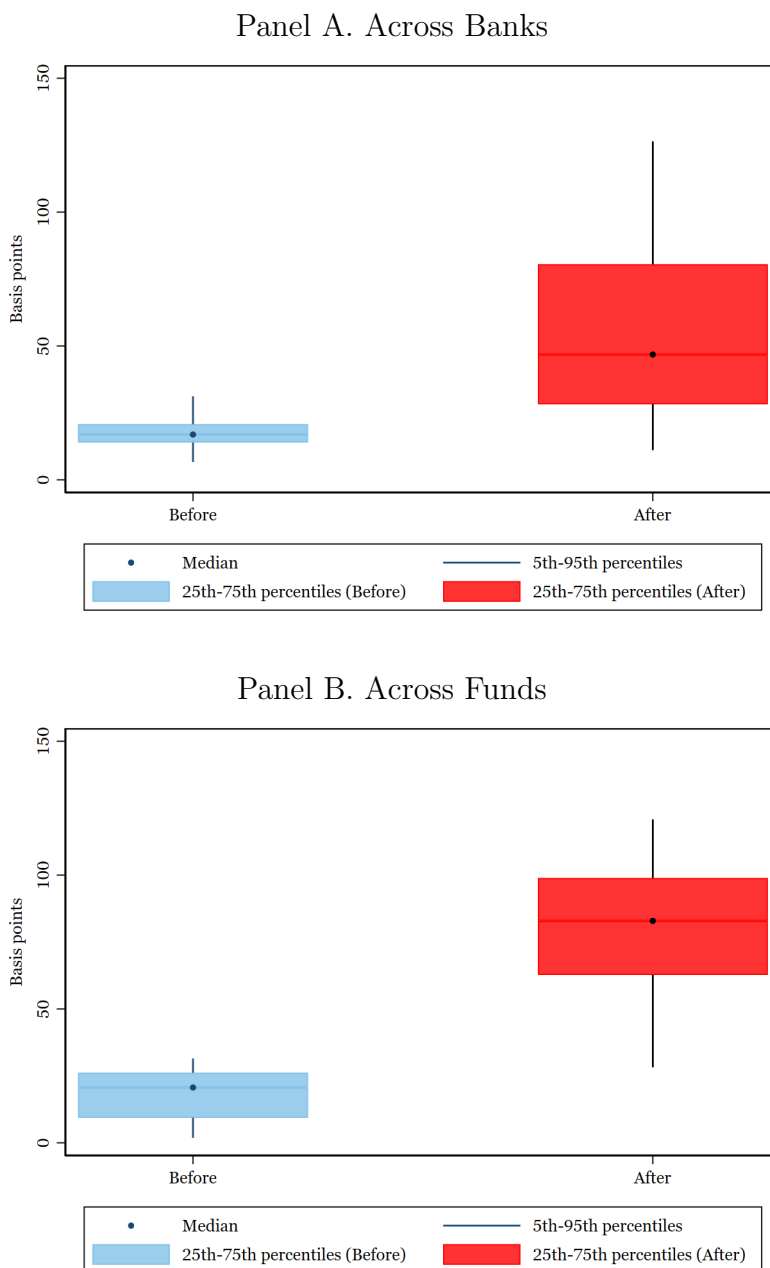 Panel A. Across Banks
150
100
50
0
Basis points
Before After
Median 5th-95th percentiles
25th-75th percentiles (Before) 25th-75th percentiles (After)
Panel B. Across Funds
150
100
50
0
Basis points
Before After
Median 5th-95th percentiles
25th-75th percentiles (Before) 25th-75th percentiles (After)